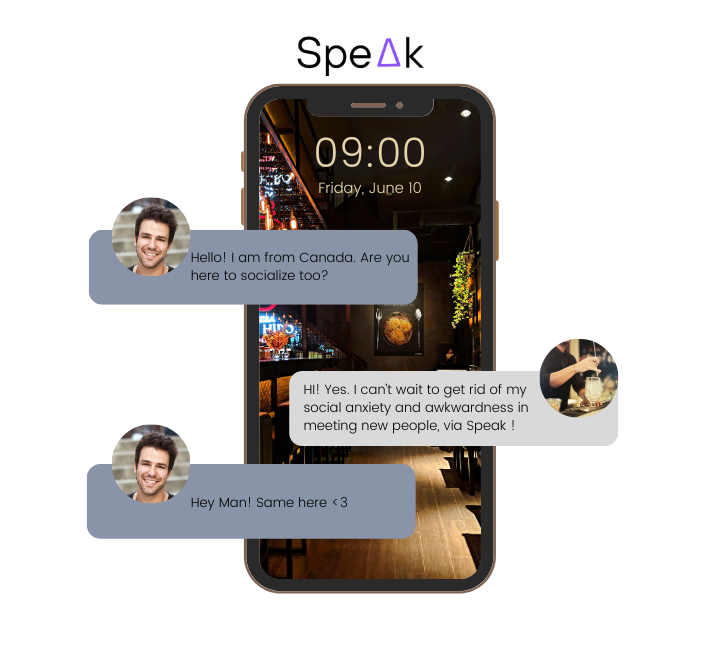 SpeΔk
09:00
Friday, June 10
Hello! I am from Canada. Are you
here to socialize too?
HI! Yes. I can't wait to get rid of my
social anxiety and awkwardness in
meeting new people, via Speak !
Hey Man! Same here <3